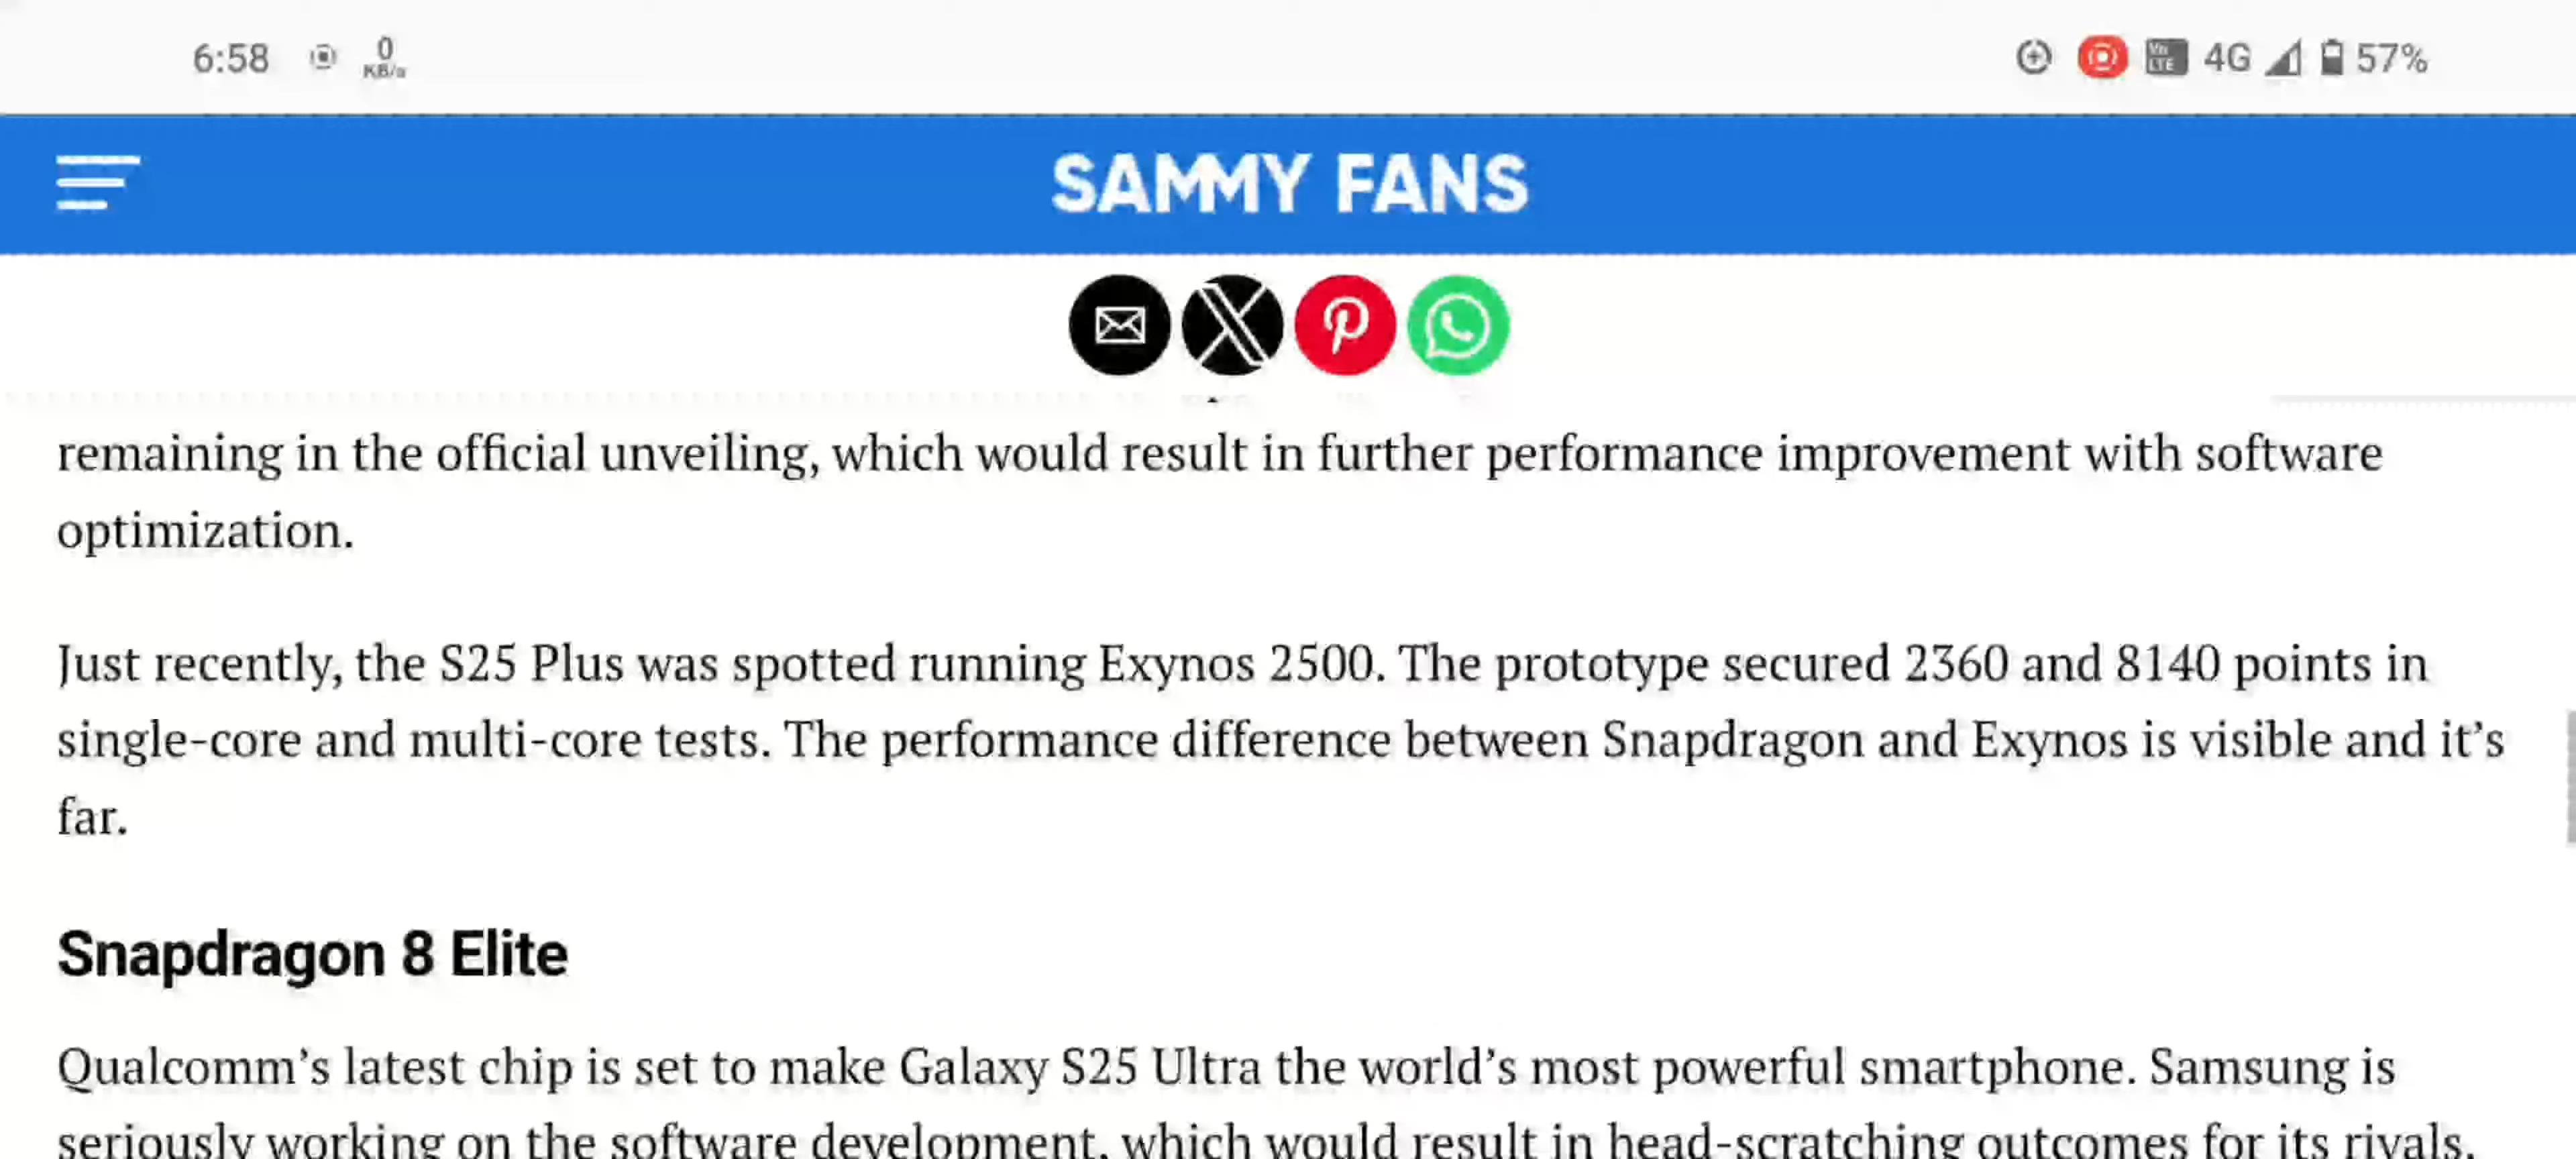 6:58 0 KB/s Vo LTE 4G 57%
SAMMY FANS
remaining in the official unveiling, which would result in further performance improvement with software
optimization.
Just recently, the S25 Plus was spotted running Exynos 2500. The prototype secured 2360 and 8140 points in
single-core and multi-core tests. The performance difference between Snapdragon and Exynos is visible and it’s
far.
Snapdragon 8 Elite
Qualcomm’s latest chip is set to make Galaxy S25 Ultra the world’s most powerful smartphone. Samsung is
seriously working on the software development, which would result in head-scratching outcomes for its rivals.